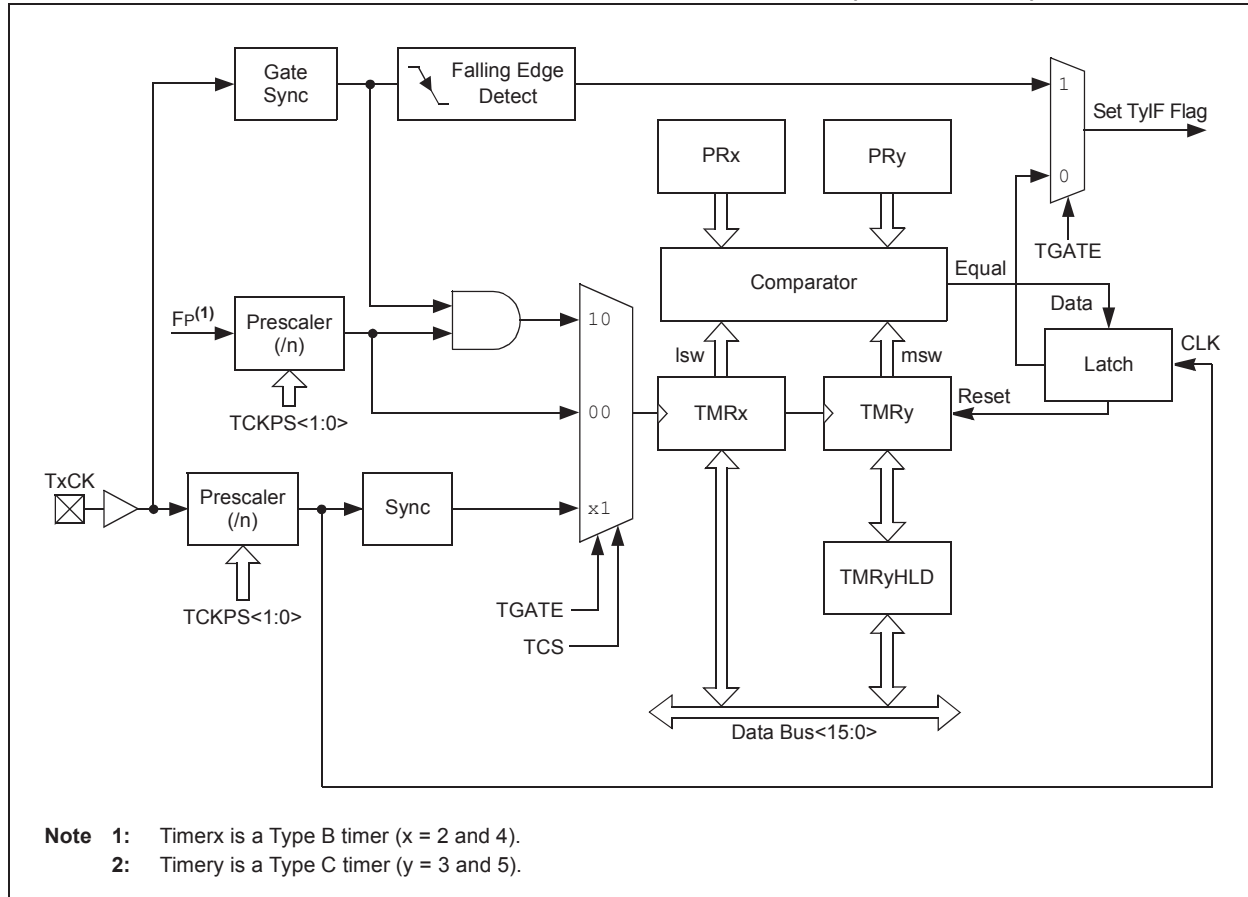 Gate
Sync
Falling Edge
Detect
1
Set TyIF Flag
PRx
PRy
0
TGATE
Comparator
Equal
Data
FP(1)
Prescaler
(/n)
10
lsw
msw
CLK
Latch
TCKPS<1:0>
00
TMRx
TMRy
Reset
TxCK
Prescaler
(/n)
Sync
x1
TMRyHLD
TCKPS<1:0>
TGATE
TCS
Data Bus<15:0>
Note 1: Timerx is a Type B timer (x = 2 and 4).
2: Timery is a Type C timer (y = 3 and 5).